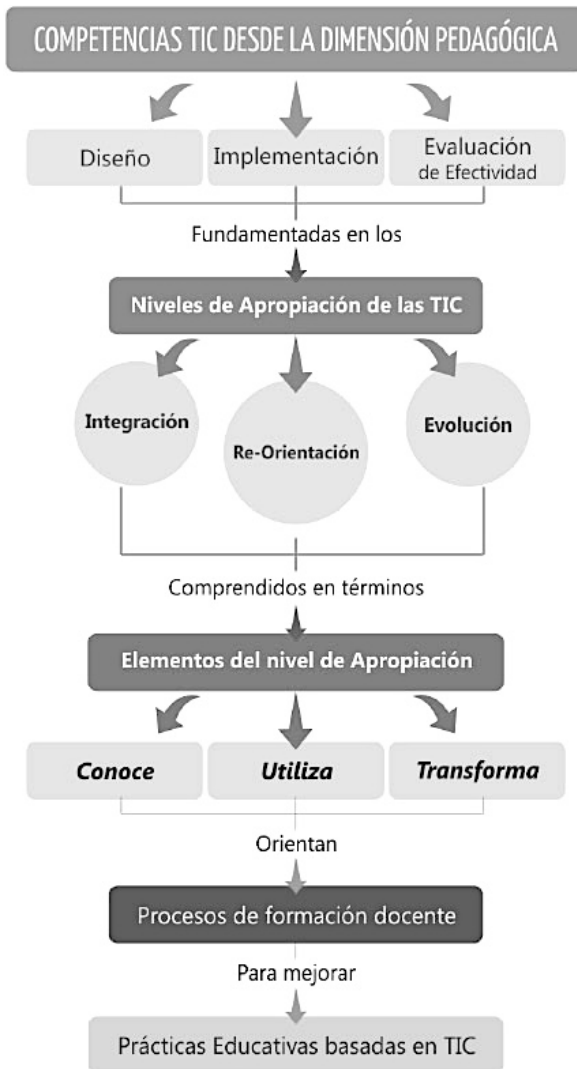 COMPETENCIAS TIC DESDE LA DIMENSIÓN PEDAGÓGICA
Diseño
Implementación
Evaluación
de Efectividad
Fundamentadas en los
Niveles de Apropiación de las TIC
Integración
Re-Orientación
Evolución
Comprendidos en términos
Elementos del nivel de Apropiación
Conoce
Utiliza
Transforma
Orientan
Procesos de formación docente
Para mejorar
Prácticas Educativas basadas en TIC